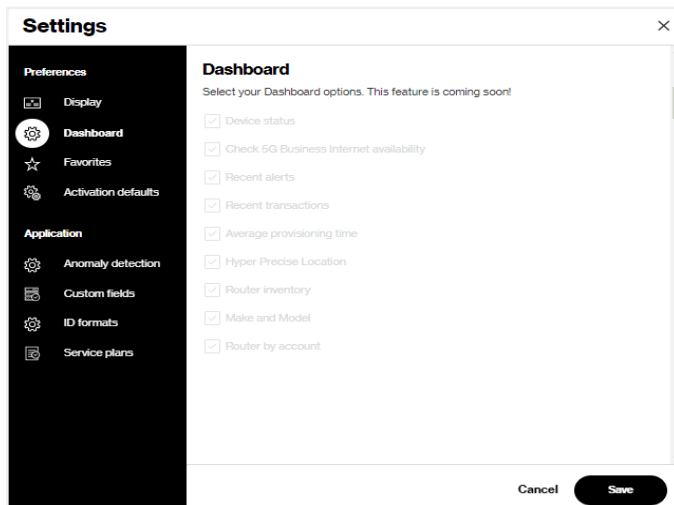 Settings
Preferences
Display
Dashboard
Favorites
Activation defaults
Application
Anomaly detection
Custom fields
ID formats
Service plans
Dashboard
Select your Dashboard options. This feature is coming soon!
Device status
Check 5G Business Internet availability
Recent alerts
Recent transactions
Average provisioning time
Hyper Precise Location
Router inventory
Make and Model
Router by account
Cancel
Save